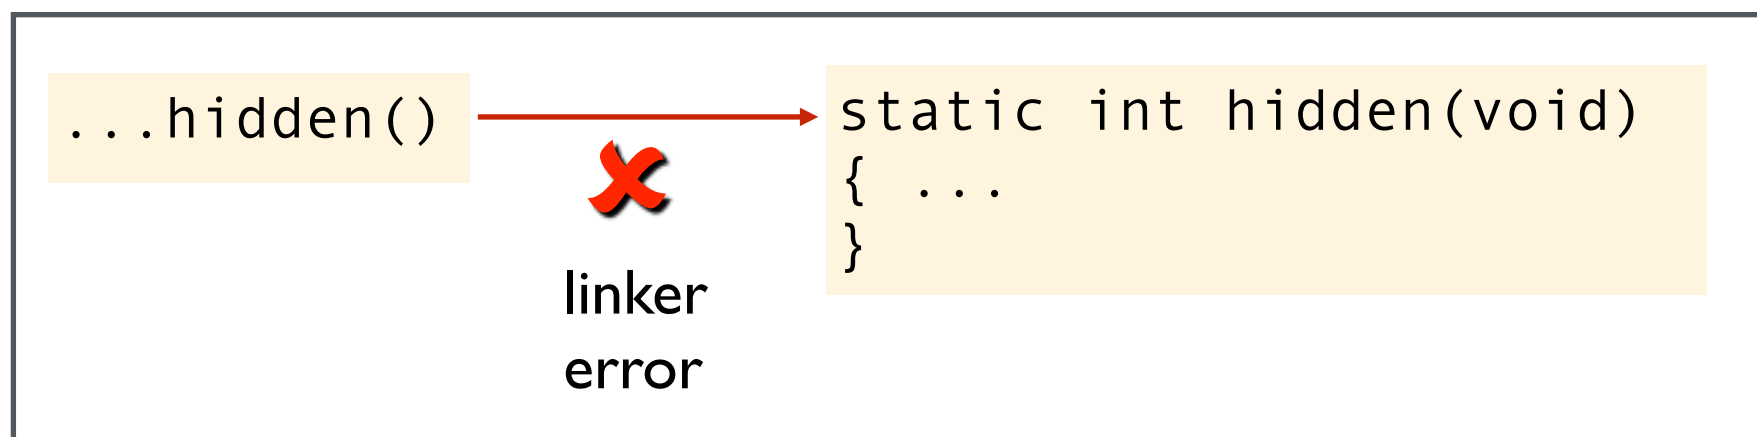 ...hidden()
static int hidden(void)
{ ...
}
linker
error